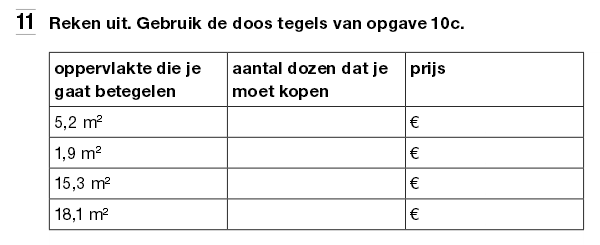 11 Reken uit. Gebruik de doos tegels van opgave 10c.
oppervlakte die je gaat betegelen | aantal dozen dat je moet kopen | prijs
5,2 m² | | €
1,9 m² | | €
15,3 m² | | €
18,1 m² | | €